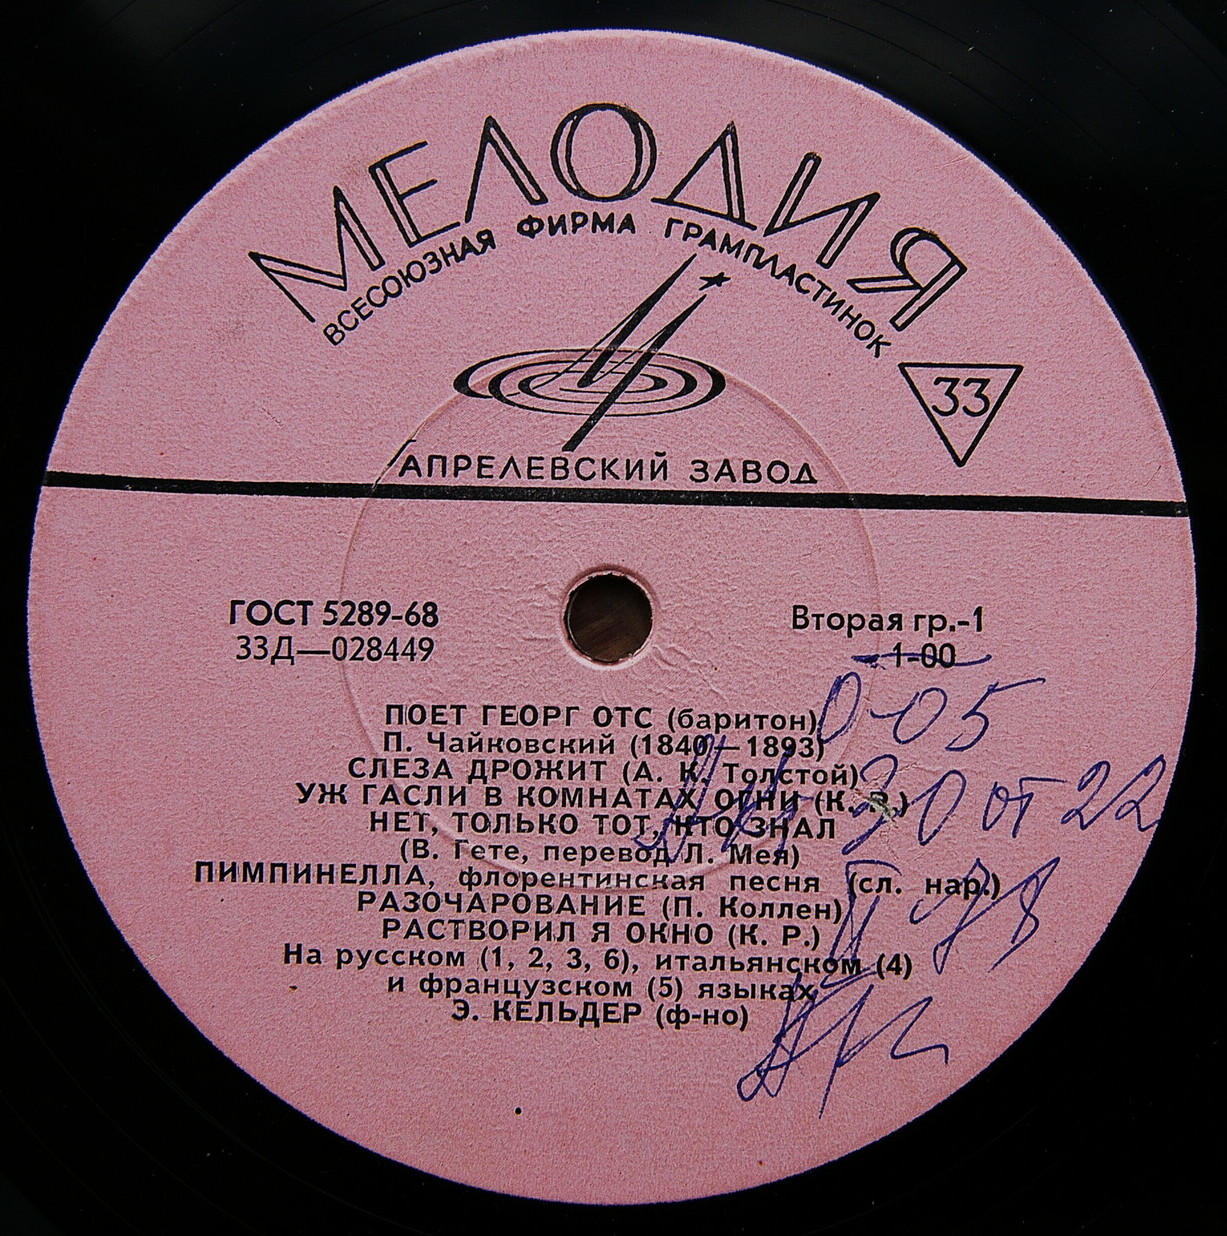 МЕЛОДИЯ
ВСЕСОЮЗНАЯ ФИРМА ГРАМПЛАСТИНОК
33
АПРЕЛЕВСКИЙ ЗАВОД
ГОСТ 5289-68
Вторая гр.-1
33Д—028449
1-00
0-05
ПОЕТ ГЕОРГ ОТС (баритон)
П. Чайковский (1840—1893)
СЛЕЗА ДРОЖИТ (А. К. Толстой)
30 от 22
УЖ ГАСЛИ В КОМНАТАХ ОГНИ (К. Р.)
НЕТ, ТОЛЬКО ТОТ, КТО ЗНАЛ
(В. Гете, перевод Л. Мея)
ПИМПИНЕЛЛА, флорентинская песня (сл. нар.)
РАЗОЧАРОВАНИЕ (П. Коллен)
РАСТВОРИЛ Я ОКНО (К. Р.)
На русском (1, 2, 3, 6), итальянском (4)
и французском (5) языках
Э. КЕЛЬДЕР (ф-но)